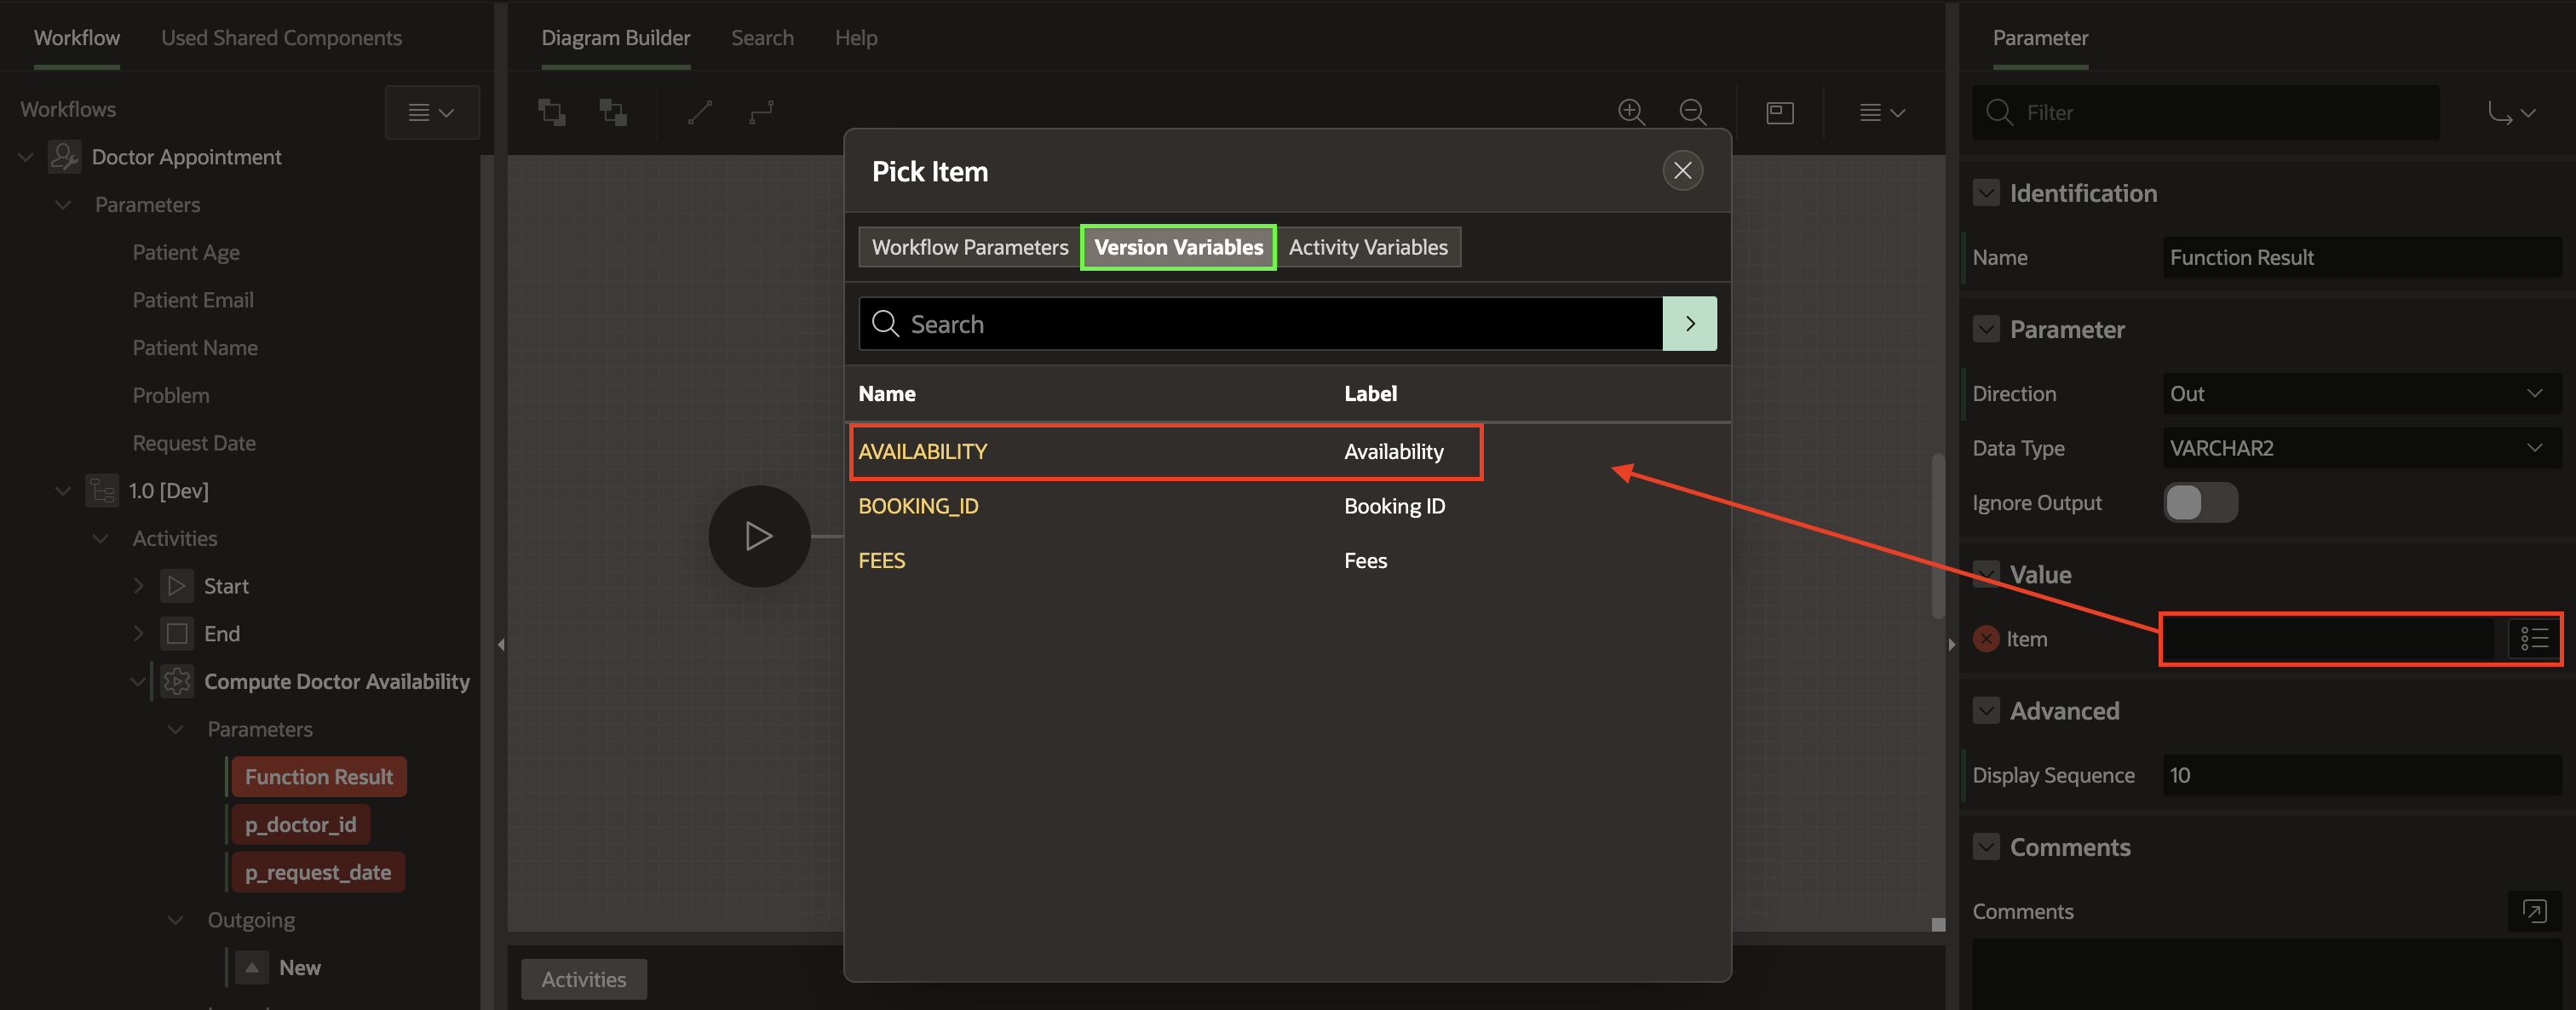 Workflow
Used Shared Components
Workflows
Doctor Appointment
Parameters
Patient Age
Patient Email
Patient Name
Problem
Request Date
1.0 [Dev]
Activities
Start
End
Compute Doctor Availability
Parameters
Function Result
p_doctor_id
p_request_date
Outgoing
New
Diagram Builder
Search
Help
Pick Item
Workflow Parameters
Version Variables
Activity Variables
Search
Name Label
AVAILABILITY Availability
BOOKING_ID Booking ID
FEES Fees
Activities
Parameter
Filter
Identification
Name Function Result
Parameter
Direction Out
Data Type VARCHAR2
Ignore Output
Value
Item
Advanced
Display Sequence 10
Comments
Comments